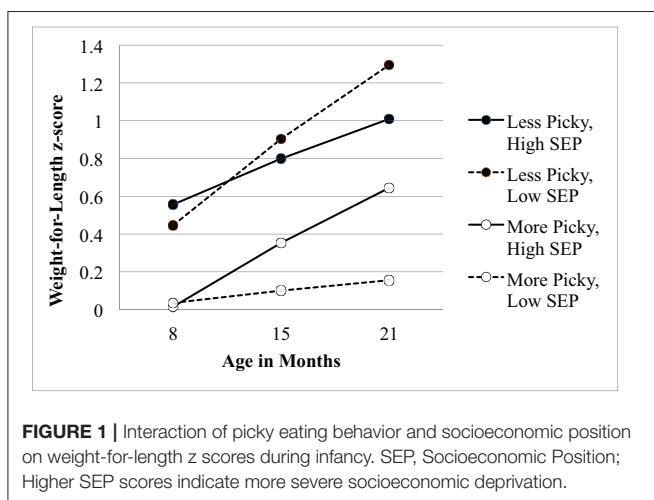 1.4
1.2
1
0.8
0.6
0.4
0.2
0
Weight-for-Length z-score
8 15 21
Age in Months
Less Picky,
High SEP
Less Picky,
Low SEP
More Picky,
High SEP
More Picky,
Low SEP
FIGURE 1 | Interaction of picky eating behavior and socioeconomic position
on weight-for-length z scores during infancy. SEP, Socioeconomic Position;
Higher SEP scores indicate more severe socioeconomic deprivation.